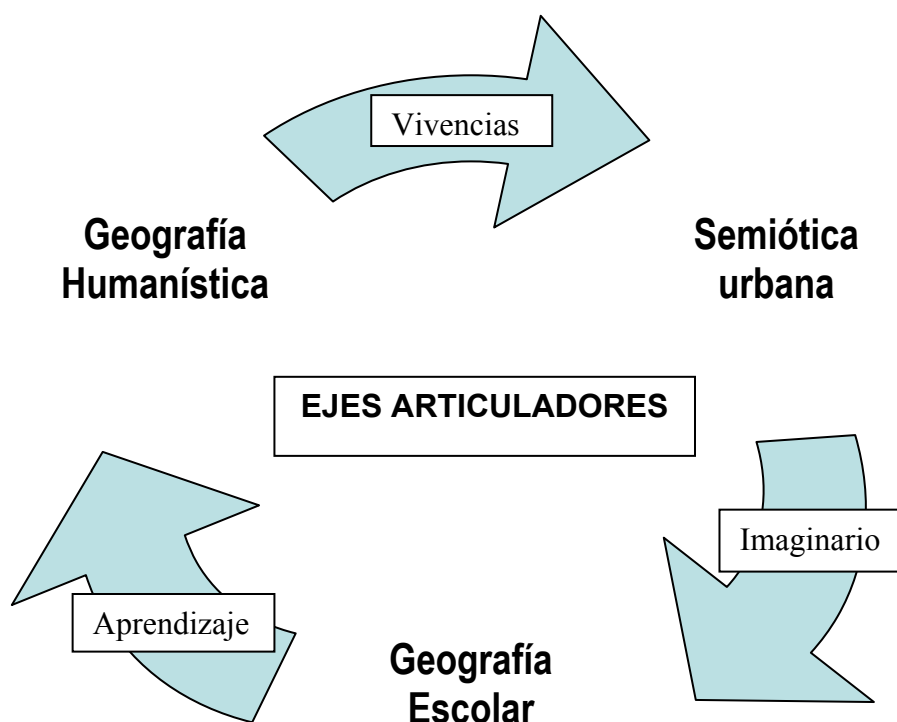 Vivencias
Geografía
Humanística
Semiótica
urbana
EJES ARTICULADORES
Imaginario
Aprendizaje
Geografía
Escolar